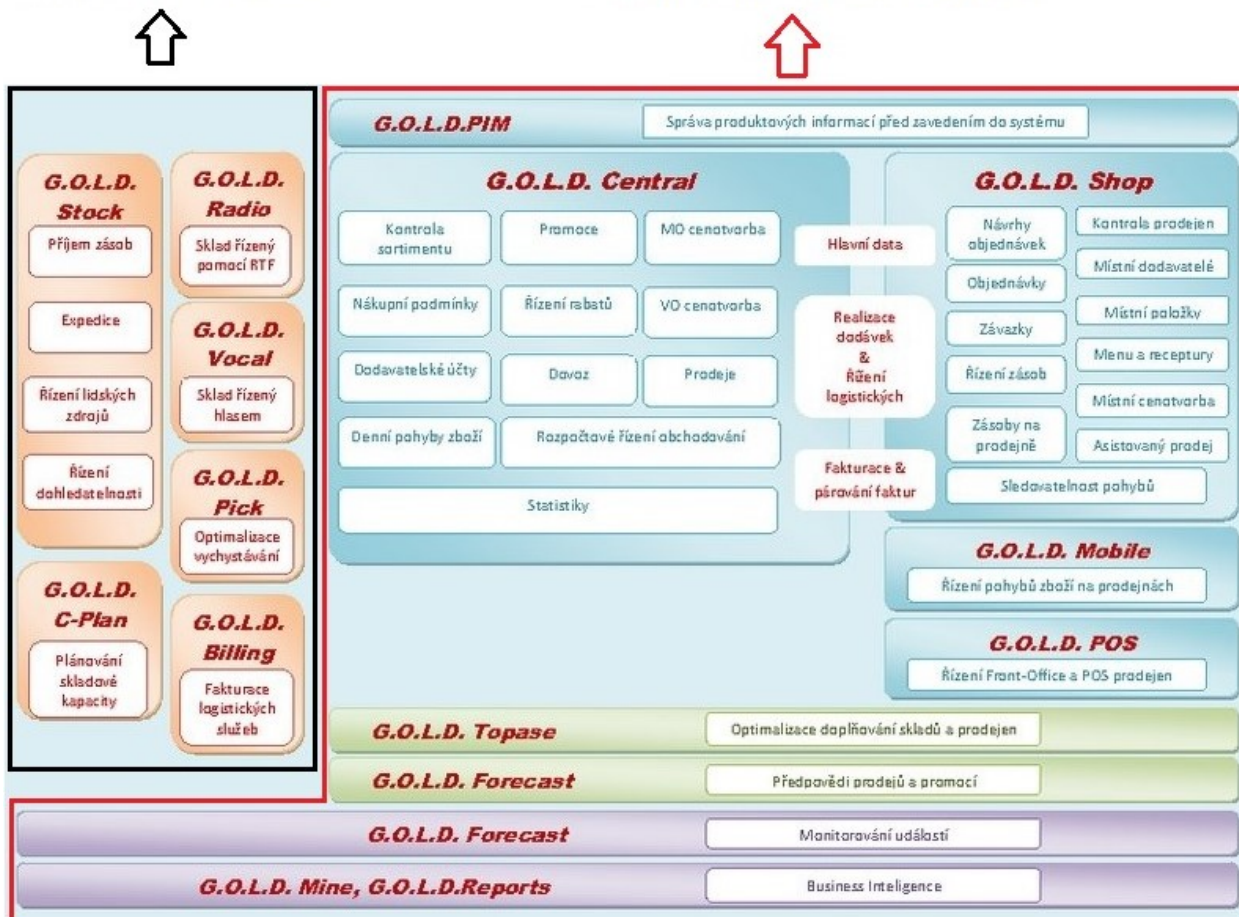 G.O.L.D.
Stock
Příjem zásob
Expedice
Řízení lidských
zdrojů
Řízení
dohledatelnosti
G.O.L.D.
C-Plan
Plánování
skladové
kapacity
G.O.L.D.
Radio
Sklad řízený
pomocí RTF
G.O.L.D.
Vocal
Sklad řízený
hlasem
G.O.L.D.
Pick
Optimalizace
vychystávání
G.O.L.D.
Billing
Fakturace
logistických
služeb
G.O.L.D.PIM
Správa produktových informací před zavedením do systému
G.O.L.D. Central
Kontrola
sortimentu
Promoce
MO cenotvorba
Nákupní podmínky
Řízení rabatů
VO cenotvorba
Dodavatelské účty
Dovoz
Prodeje
Denní pohyby zboží
Rozpočtové řízení obchodování
Statistiky
Hlavní data
Realizace
dodávek
&
Řížení
logistických
Fakturace &
párování faktur
G.O.L.D. Shop
Návrhy
objednávek
Objednávky
Závazky
Řízení zásob
Zásoby na
prodejně
Kontrola prodejen
Místní dodavatelé
Místní položky
Menu a receptury
Místní cenotvorba
Asistovaný prodej
Sledovatelnost pohybů
G.O.L.D. Mobile
Řízení pohybů zboží na prodejnách
G.O.L.D. POS
Řízení Front-Office a POS prodejen
G.O.L.D. Topase
Optimalizace doplňování skladů a prodejen
G.O.L.D. Forecast
Předpovědi prodejů a promocí
G.O.L.D. Forecast
Monitorování událostí
G.O.L.D. Mine, G.O.L.D.Reports
Business Inteligence